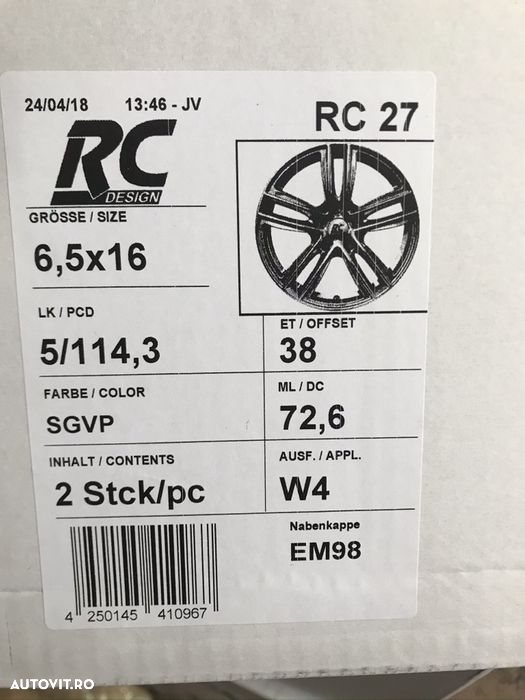 24/04/18 13:46 - JV
RC 27
RC
DESIGN
GRÖSSE / SIZE
6,5x16
RC
LK / PCD
5/114,3
ET / OFFSET
38
FARBE / COLOR
SGVP
ML / DC
72,6
INHALT / CONTENTS
2 Stck/pc
AUSF. / APPL.
W4
Nabenkappe
EM98
4 250145 410967
AUTOVIT.RO